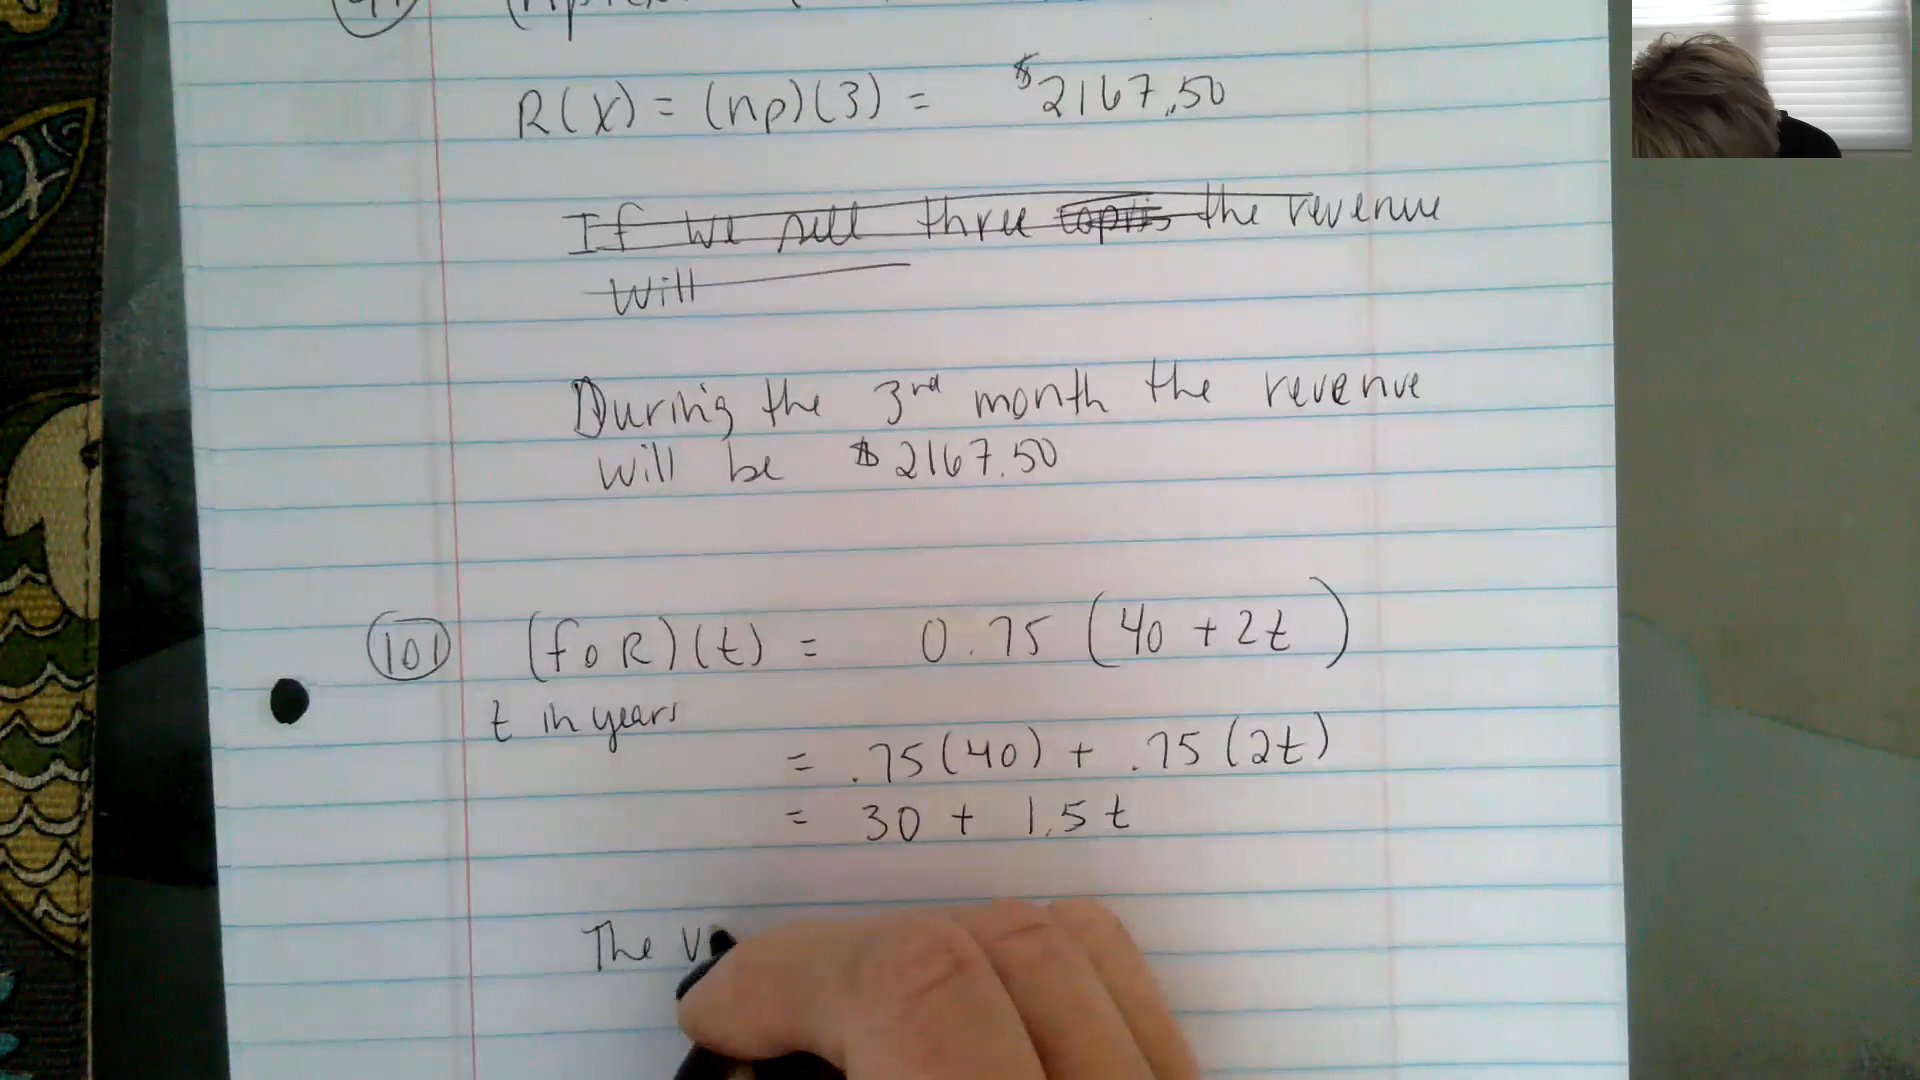 R(x) = (np)(3) = $2167.50
If we sell three the revenue
will
During the 3rd month the revenue
will be $2167.50
101 (f o R)(t) = 0.75 (40 + 2t)
t in years
= .75(40) + .75(2t)
= 30 + 1.5t
The